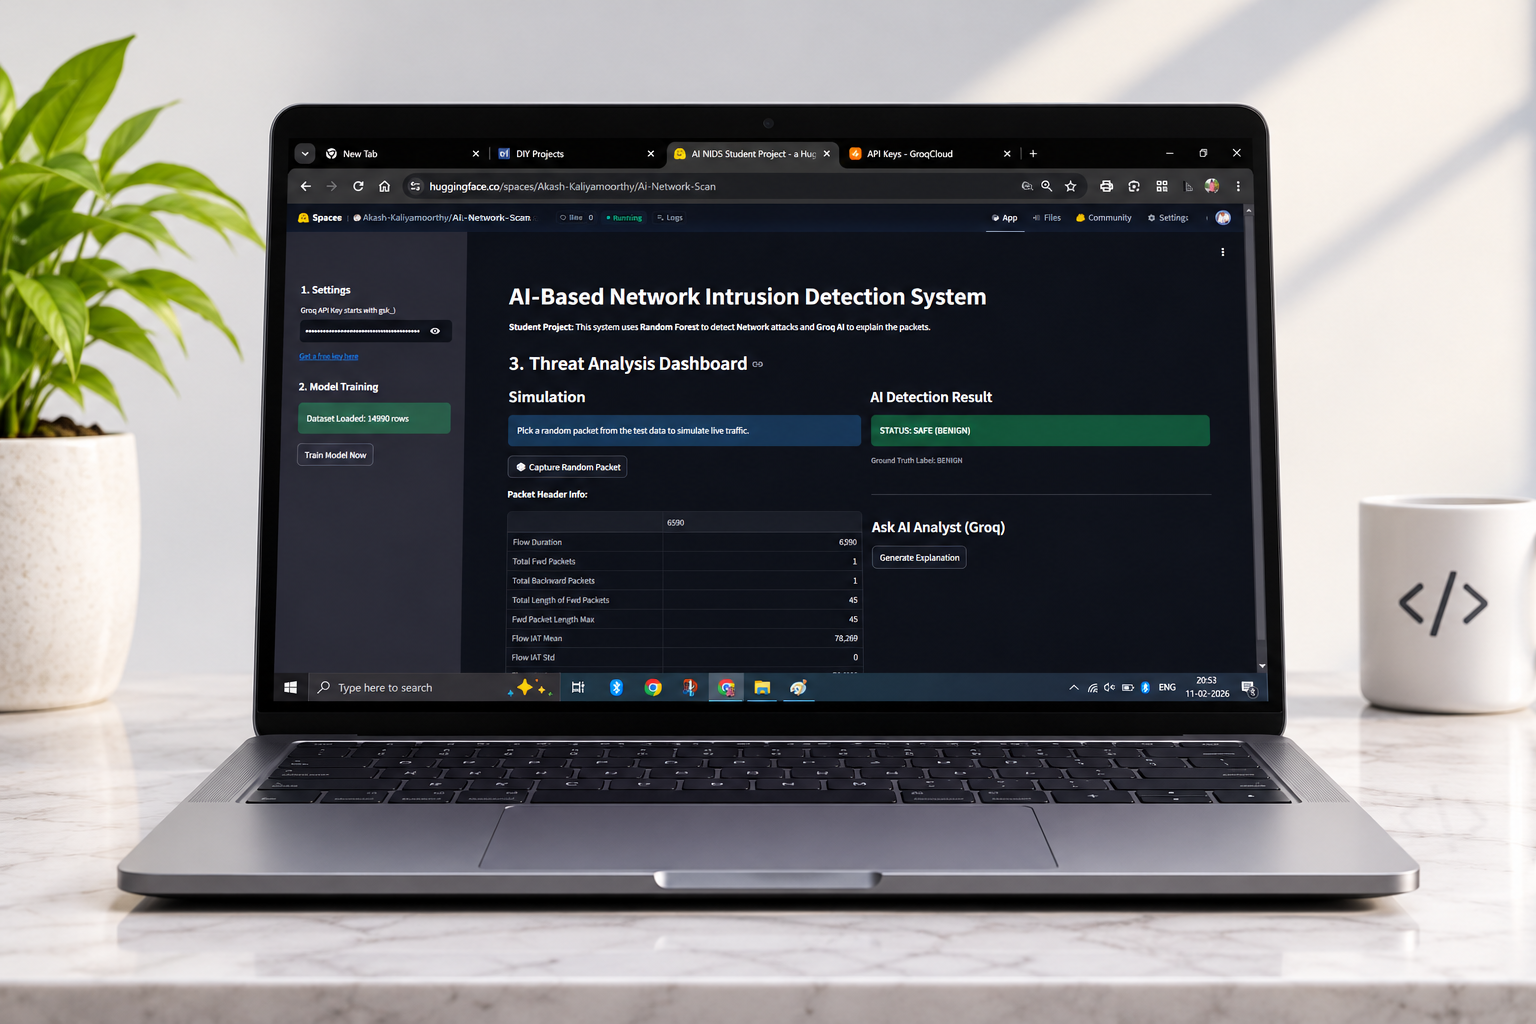 New Tab
DIY Projects
AI NIDS Student Project - a Hug
API Keys - GroqCloud
huggingface.co/spaces/Akash-Kaliyamoorthy/Ai-Network-Scan
Spaces
Akash-Kaliyamoorthy/Ai-Network-Scan
like 0
Running
Logs
App
Files
Community
Settings
1. Settings
Groq API Key starts with gsk_)
Get a free key here
2. Model Training
Dataset Loaded: 14990 rows
Train Model Now
AI-Based Network Intrusion Detection System
Student Project: This system uses Random Forest to detect Network attacks and Groq AI to explain the packets.
3. Threat Analysis Dashboard
Simulation
Pick a random packet from the test data to simulate live traffic.
Capture Random Packet
Packet Header Info:
6590
Flow Duration 6,990
Total Fwd Packets 1
Total Backward Packets 1
Total Length of Fwd Packets 45
Fwd Packet Length Max 45
Flow IAT Mean 78,269
Flow IAT Std 0
AI Detection Result
STATUS: SAFE (BENIGN)
Ground Truth Label: BENIGN
Ask AI Analyst (Groq)
Generate Explanation
Type here to search
ENG
20:53
11-02-2026
</>